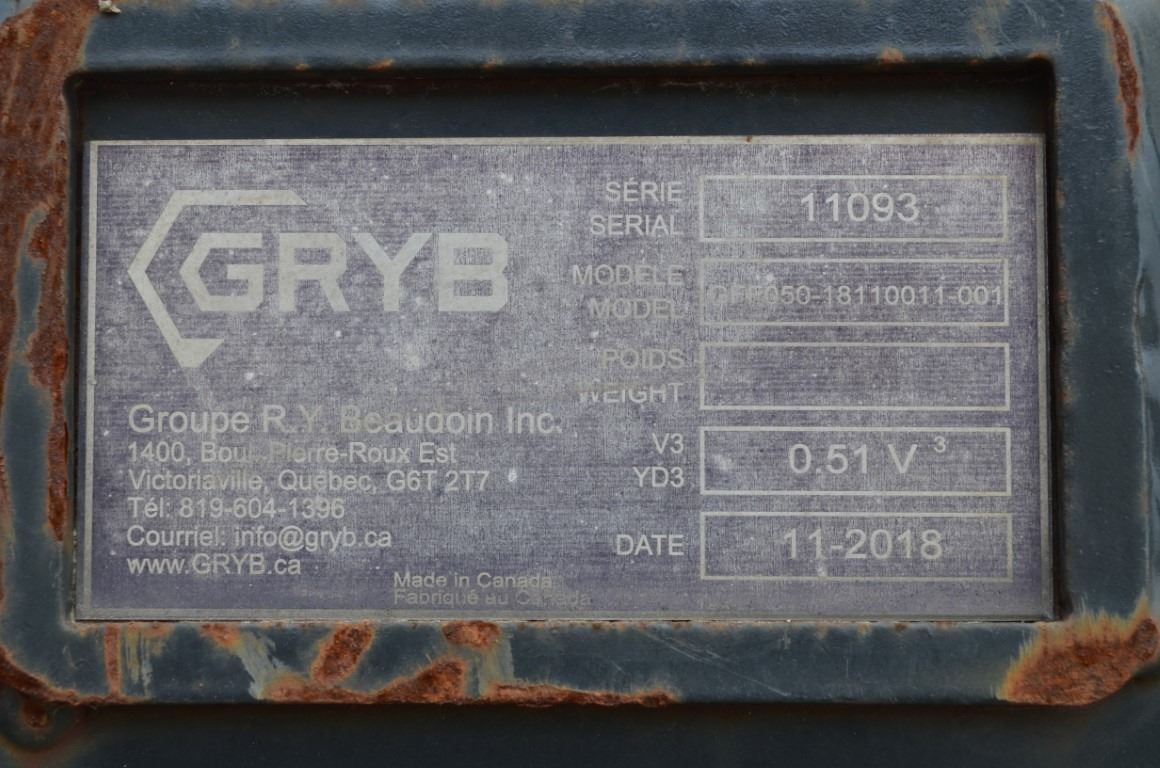 GRYB
Groupe R.Y. Beaudoin Inc.
1400, Boul. Pierre-Roux Est
Victoriaville, Québec, G6T 2T7
Tél: 819-604-1396
Courriel: info@gryb.ca
www.GRYB.ca
Made in Canada
Fabriqué au Canada
SÉRIE
SERIAL
11093
MODÈLE
MODEL
POIDS
WEIGHT
V3
YD3
0.51 V ³
DATE
11-2018